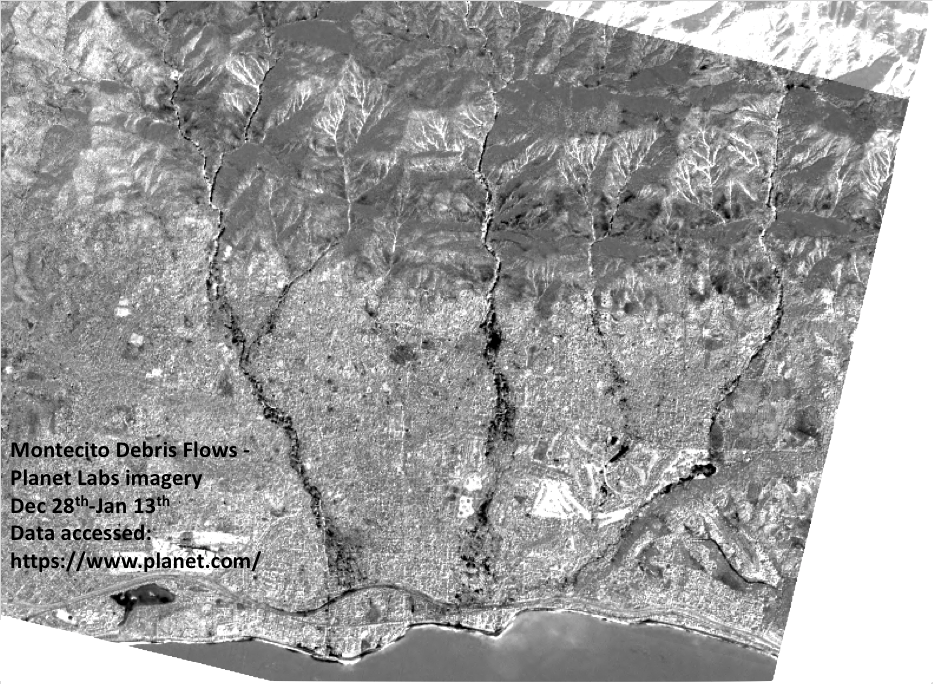 Montecito Debris Flows -
Planet Labs imagery
Dec 28th-Jan 13th
Data accessed:
https://www.planet.com/